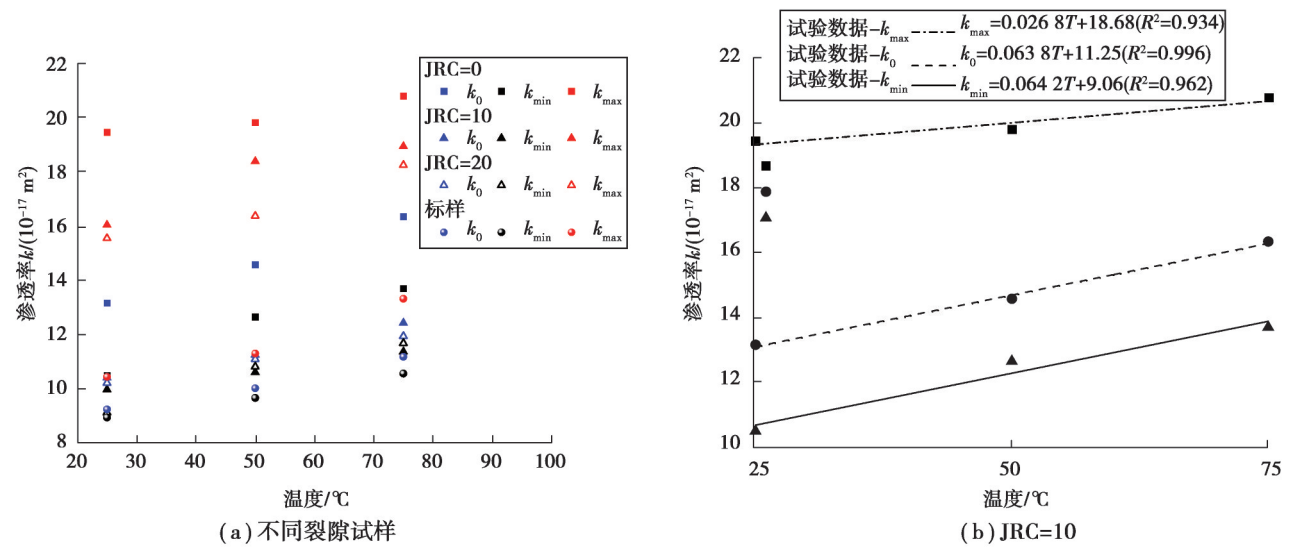 22
20
18
16
14
12
10
8
20 30 40 50 60 70 80 90 100
渗透率k/(10⁻¹⁷ m²)
温度/℃
JRC=0
k₀ kmin kmax
JRC=10
k₀ kmin kmax
JRC=20
k₀ kmin kmax
标样
k₀ kmin kmax
(a)不同裂隙试样
试验数据-kmax kmax=0.026 8T+18.68(R²=0.934)
试验数据-k₀ k₀=0.063 8T+11.25(R²=0.996)
试验数据-kmin kmin=0.064 2T+9.06(R²=0.962)
22
20
18
16
14
12
10
25 50 75
渗透率k/(10⁻¹⁷ m²)
温度/℃
(b)JRC=10